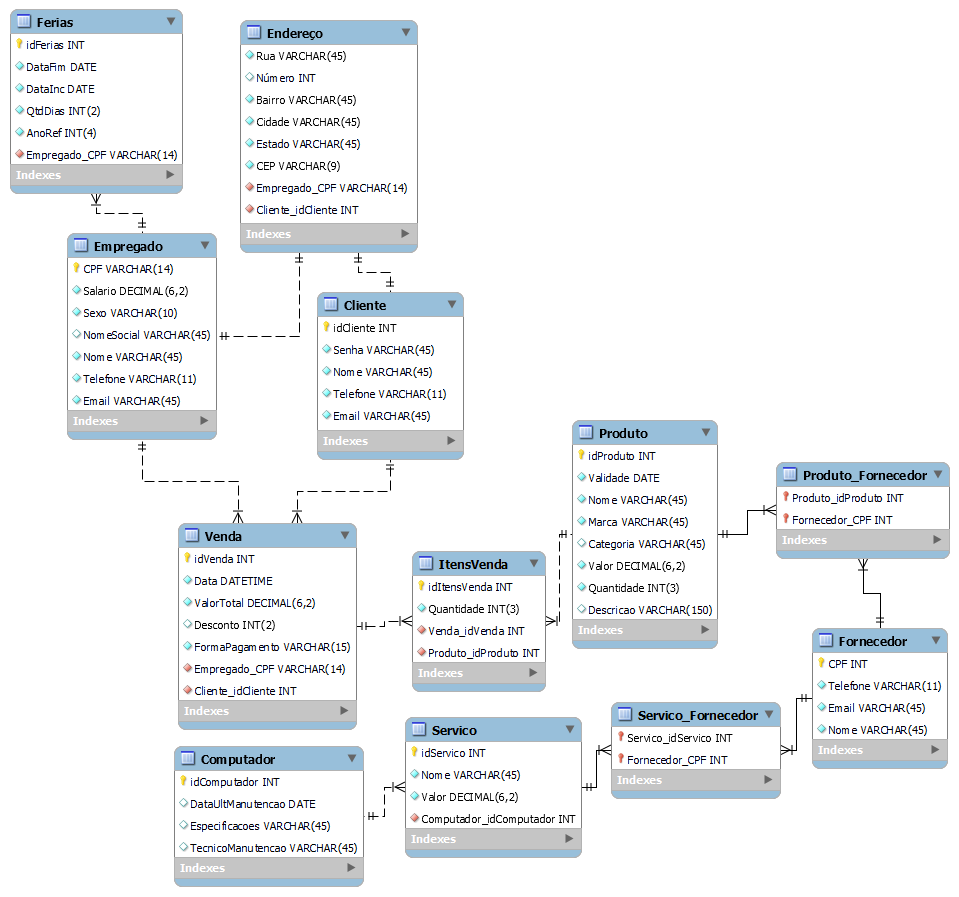 Ferias
idFerias INT
DataFim DATE
DataInc DATE
QtdDias INT(2)
AnoRef INT(4)
Empregado_CPF VARCHAR(14)
Indexes
Endereço
Rua VARCHAR(45)
Número INT
Bairro VARCHAR(45)
Cidade VARCHAR(45)
Estado VARCHAR(45)
CEP VARCHAR(9)
Empregado_CPF VARCHAR(14)
Cliente_idCliente INT
Indexes
Empregado
CPF VARCHAR(14)
Salario DECIMAL(6,2)
Sexo VARCHAR(10)
NomeSocial VARCHAR(45)
Nome VARCHAR(45)
Telefone VARCHAR(11)
Email VARCHAR(45)
Indexes
Cliente
idCliente INT
Senha VARCHAR(45)
Nome VARCHAR(45)
Telefone VARCHAR(11)
Email VARCHAR(45)
Indexes
Produto
idProduto INT
Validade DATE
Nome VARCHAR(45)
Marca VARCHAR(45)
Categoria VARCHAR(45)
Valor DECIMAL(6,2)
Quantidade INT(3)
Descricao VARCHAR(150)
Indexes
Produto_Fornecedor
Produto_idProduto INT
Fornecedor_CPF INT
Indexes
Venda
idVenda INT
Data DATETIME
ValorTotal DECIMAL(6,2)
Desconto INT(2)
FormaPagamento VARCHAR(15)
Empregado_CPF VARCHAR(14)
Cliente_idCliente INT
Indexes
ItensVenda
idItensVenda INT
Quantidade INT(3)
Venda_idVenda INT
Produto_idProduto INT
Indexes
Fornecedor
CPF INT
Telefone VARCHAR(11)
Email VARCHAR(45)
Nome VARCHAR(45)
Indexes
Computador
idComputador INT
DataUltManutencao DATE
Especificacoes VARCHAR(45)
TecnicoManutencao VARCHAR(45)
Indexes
Servico
idServico INT
Nome VARCHAR(45)
Valor DECIMAL(6,2)
Computador_idComputador INT
Indexes
Servico_Fornecedor
Servico_idServico INT
Fornecedor_CPF INT
Indexes